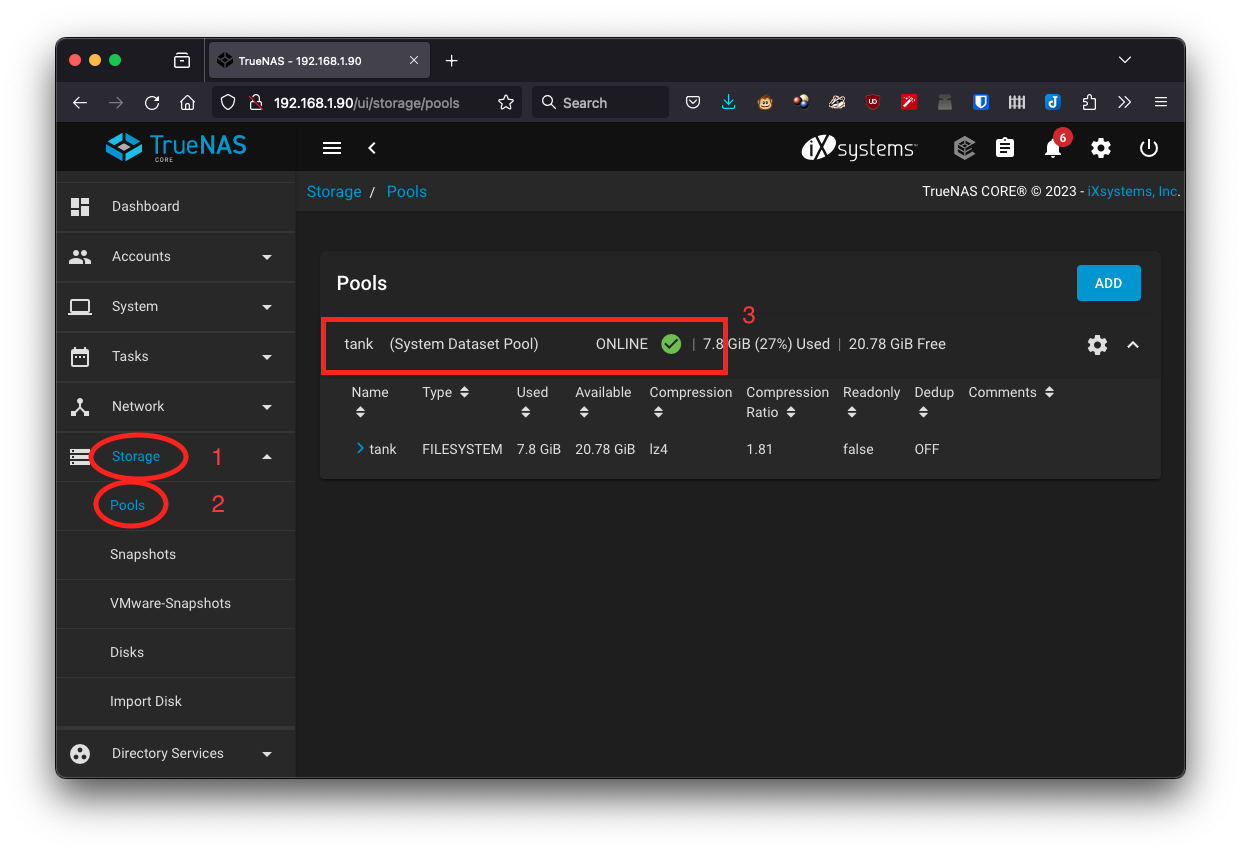 TrueNAS - 192.168.1.90
192.168.1.90/ui/storage/pools
Search
TrueNAS
CORE
iXsystems
6
Storage / Pools
TrueNAS CORE® © 2023 - iXsystems, Inc.
Dashboard
Accounts
System
Tasks
Network
Storage 1
Pools 2
Snapshots
VMware-Snapshots
Disks
Import Disk
Directory Services
Pools
ADD
3
tank (System Dataset Pool) ONLINE | 7.8 GiB (27%) Used | 20.78 GiB Free
Name Type Used Available Compression Compression Ratio Readonly Dedup Comments
tank FILESYSTEM 7.8 GiB 20.78 GiB lz4 1.81 false OFF